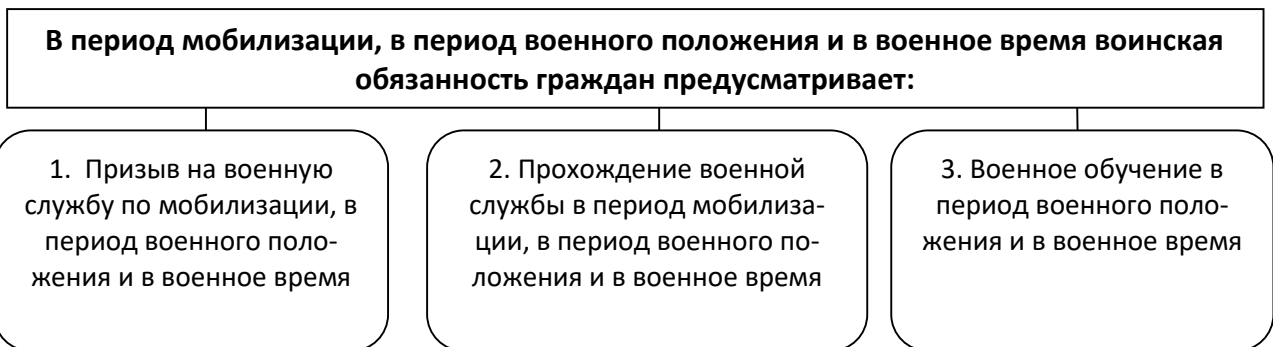 В период мобилизации, в период военного положения и в военное время воинская
обязанность граждан предусматривает:
1. Призыв на военную
службу по мобилизации, в
период военного поло-
жения и в военное время
2. Прохождение военной
службы в период мобилиза-
ции, в период военного по-
ложения и в военное время
3. Военное обучение в
период военного поло-
жения и в военное время